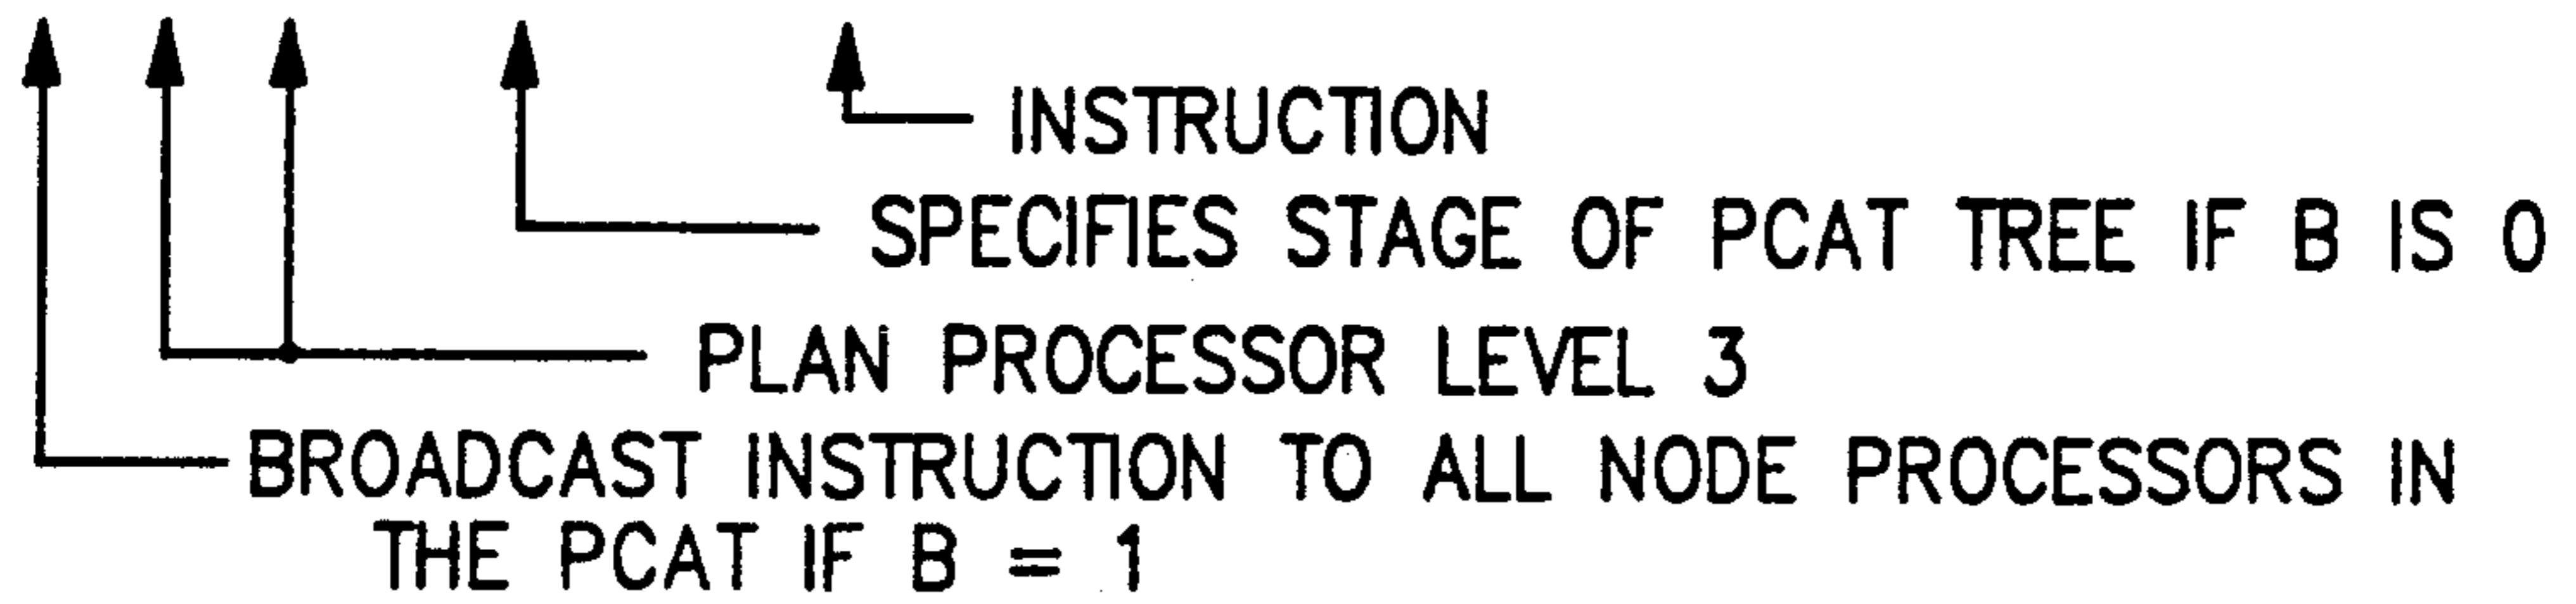 INSTRUCTION
SPECIFIES STAGE OF PCAT TREE IF B IS 0
PLAN PROCESSOR LEVEL 3
BROADCAST INSTRUCTION TO ALL NODE PROCESSORS IN
THE PCAT IF B = 1